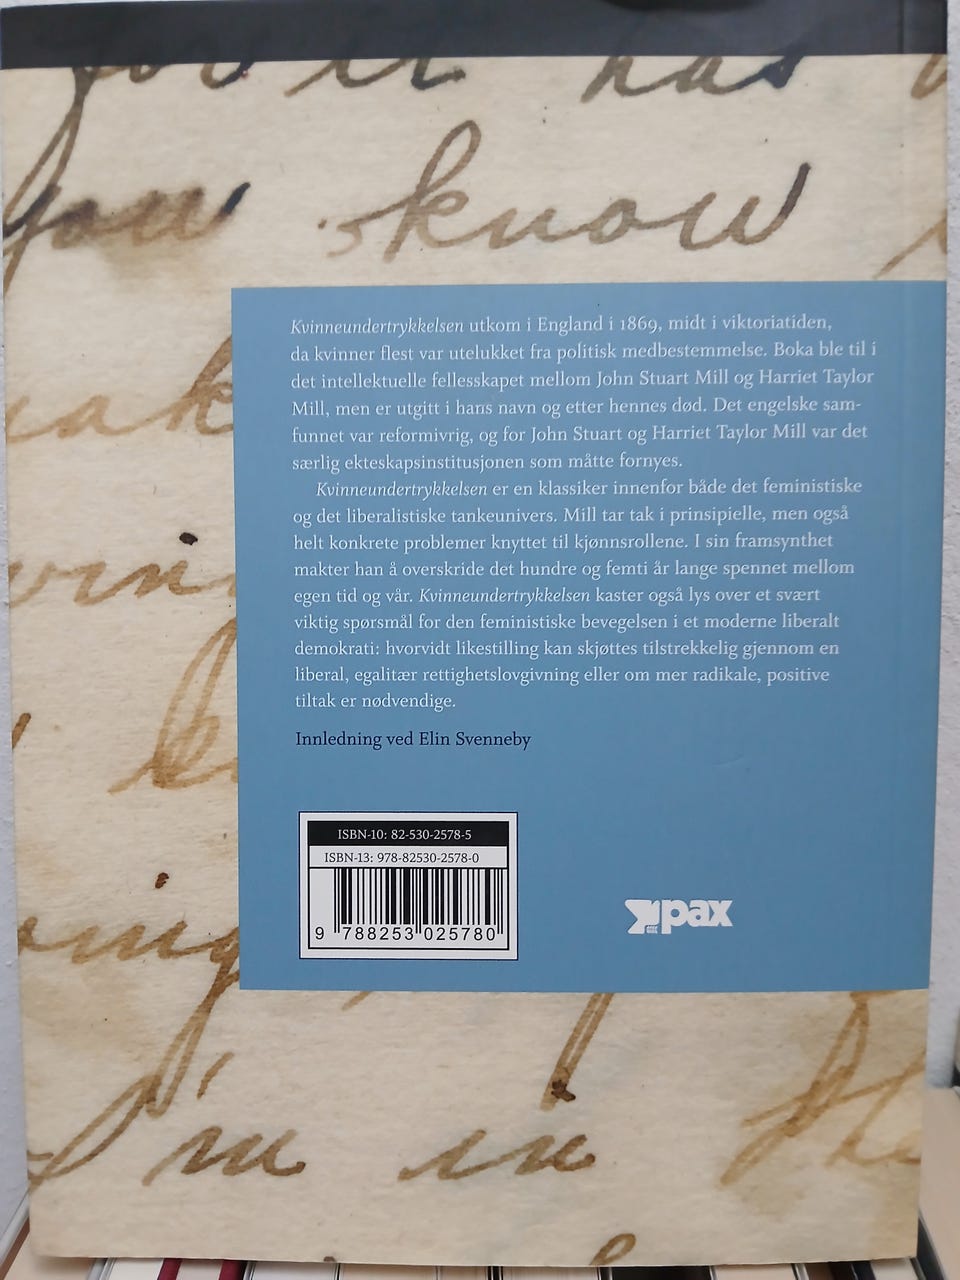 you know
Kvinneundertrykkelsen utkom i England i 1869, midt i viktoriatiden,
da kvinner flest var utelukket fra politisk medbestemmelse. Boka ble til i
det intellektuelle fellesskapet mellom John Stuart Mill og Harriet Taylor
Mill, men er utgitt i hans navn og etter hennes død. Det engelske sam-
funnet var reformivrig, og for John Stuart og Harriet Taylor Mill var det
særlig ekteskapsinstitusjonen som måtte fornyes.
Kvinneundertrykkelsen er en klassiker innenfor både det feministiske
og det liberalistiske tankeunivers. Mill tar tak i prinsipielle, men også
helt konkrete problemer knyttet til kjønnsrollene. I sin framsynthet
makter han å overskride det hundre og femti år lange spennet mellom
egen tid og vår. Kvinneundertrykkelsen kaster også lys over et svært
viktig spørsmål for den feministiske bevegelsen i et moderne liberalt
demokrati: hvorvidt likestilling kan skjøttes tilstrekkelig gjennom en
liberal, egalitær rettighetslovgivning eller om mer radikale, positive
tiltak er nødvendige.
Innledning ved Elin Svenneby
ISBN-10: 82-530-2578-5
ISBN-13: 978-82530-2578-0
9 788253 025780
pax
in